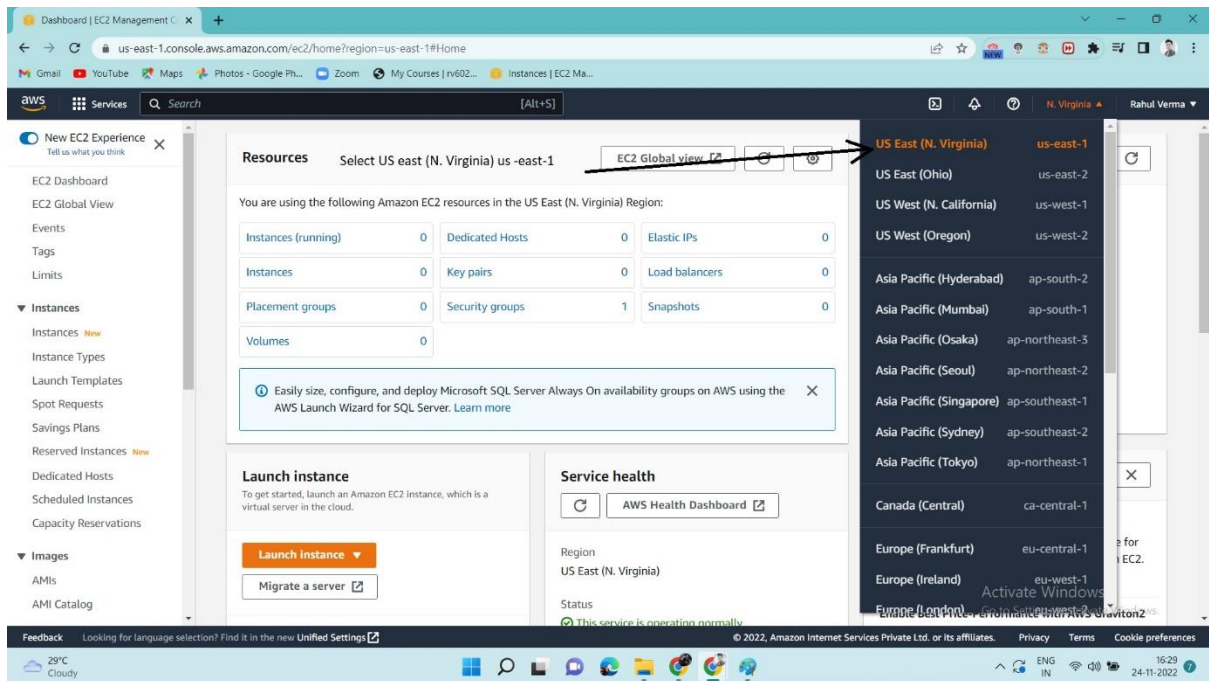 Dashboard | EC2 Management C
us-east-1.console.aws.amazon.com/ec2/home?region=us-east-1#Home
NEW
Gmail YouTube Maps Photos - Google Ph... Zoom My Courses | rv602... Instances | EC2 Ma...
aws Services Search [Alt+S] N. Virginia Rahul Verma
New EC2 Experience
Tell us what you think
EC2 Dashboard
EC2 Global View
Events
Tags
Limits
Instances
Instances New
Instance Types
Launch Templates
Spot Requests
Savings Plans
Reserved Instances New
Dedicated Hosts
Scheduled Instances
Capacity Reservations
Images
AMIs
AMI Catalog
Resources Select US east (N. Virginia) us -east-1 EC2 Global view
You are using the following Amazon EC2 resources in the US East (N. Virginia) Region:
Instances (running) 0 Dedicated Hosts 0 Elastic IPs 0
Instances 0 Key pairs 0 Load balancers 0
Placement groups 0 Security groups 1 Snapshots 0
Volumes 0
Easily size, configure, and deploy Microsoft SQL Server Always On availability groups on AWS using the
AWS Launch Wizard for SQL Server. Learn more
Launch instance
To get started, launch an Amazon EC2 instance, which is a
virtual server in the cloud.
Launch instance
Migrate a server
Service health
AWS Health Dashboard
Region
US East (N. Virginia)
Status
This service is operating normally
US East (N. Virginia) us-east-1
US East (Ohio) us-east-2
US West (N. California) us-west-1
US West (Oregon) us-west-2
Asia Pacific (Hyderabad) ap-south-2
Asia Pacific (Mumbai) ap-south-1
Asia Pacific (Osaka) ap-northeast-3
Asia Pacific (Seoul) ap-northeast-2
Asia Pacific (Singapore) ap-southeast-1
Asia Pacific (Sydney) ap-southeast-2
Asia Pacific (Tokyo) ap-northeast-1
Canada (Central) ca-central-1
Europe (Frankfurt) eu-central-1
Europe (Ireland) eu-west-1
Europe (London) eu-west-2
e for
EC2.
Activate Windows
Go to Settings
Graviton2
Feedback Looking for language selection? Find it in the new Unified Settings © 2022, Amazon Internet Services Private Ltd. or its affiliates. Privacy Terms Cookie preferences
29°C
Cloudy
ENG
IN
16:29
24-11-2022
7